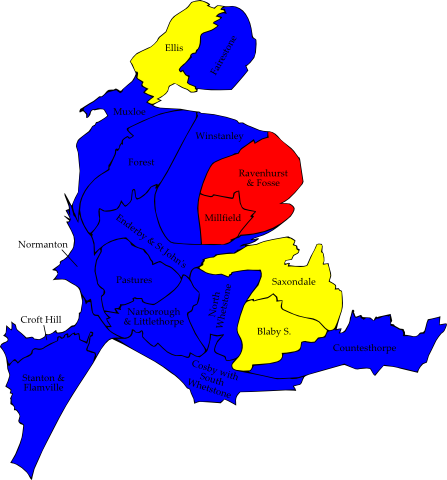 Ellis
Fairestone
Muxloe
Winstanley
Forest
Ravenhurst
& Fosse
Millfield
Enderby & St Johns
Normanton
Pastures
Saxondale
North
Whetstone
Narborough
& Littlethorpe
Croft Hill
Blaby S.
Countesthorpe
Cosby with
South
Whetstone
Stanton &
Flamville